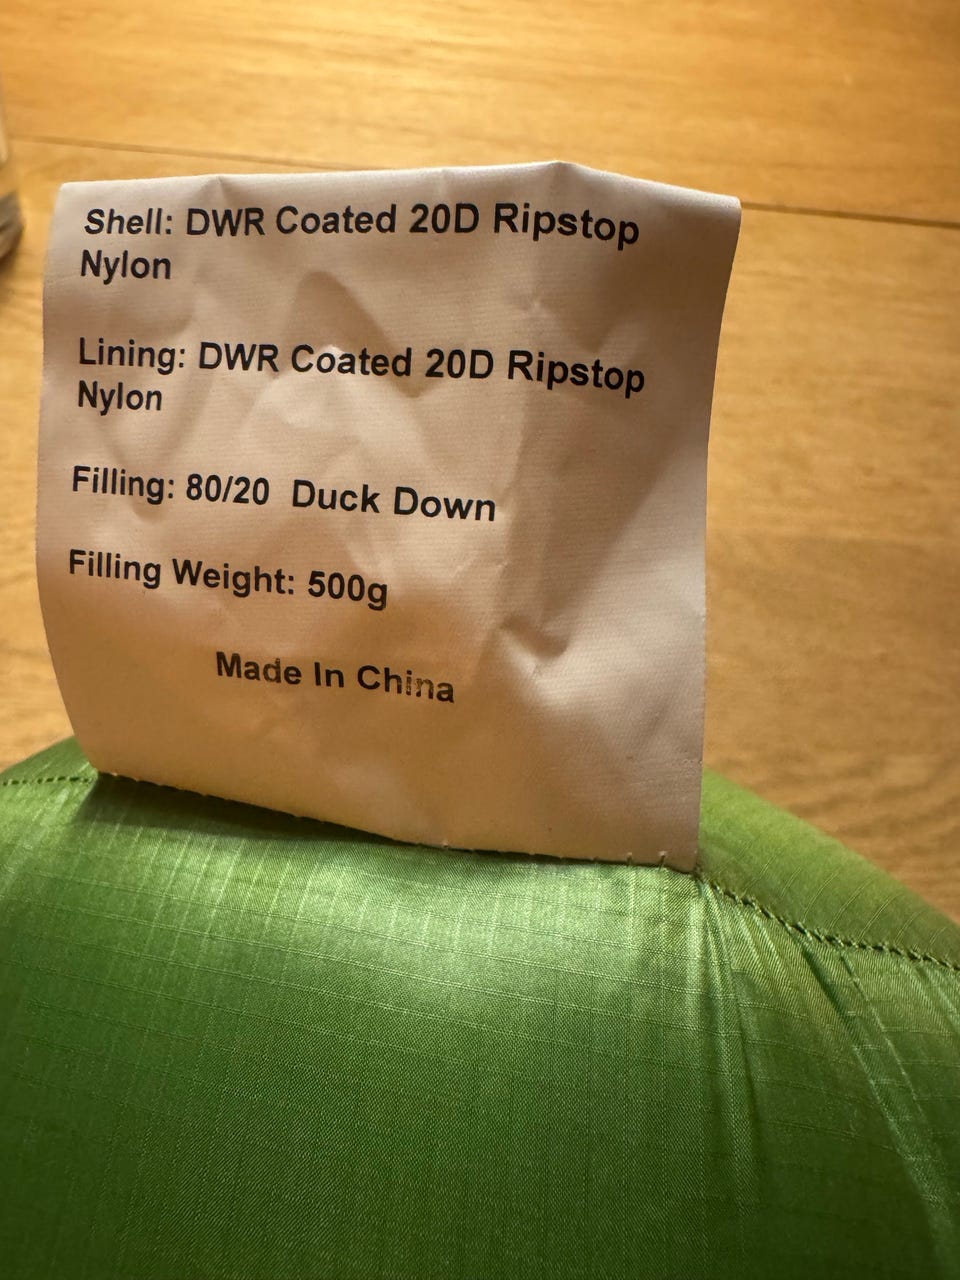 Shell: DWR Coated 20D Ripstop
Nylon
Lining: DWR Coated 20D Ripstop
Nylon
Filling: 80/20 Duck Down
Filling Weight: 500g
Made In China